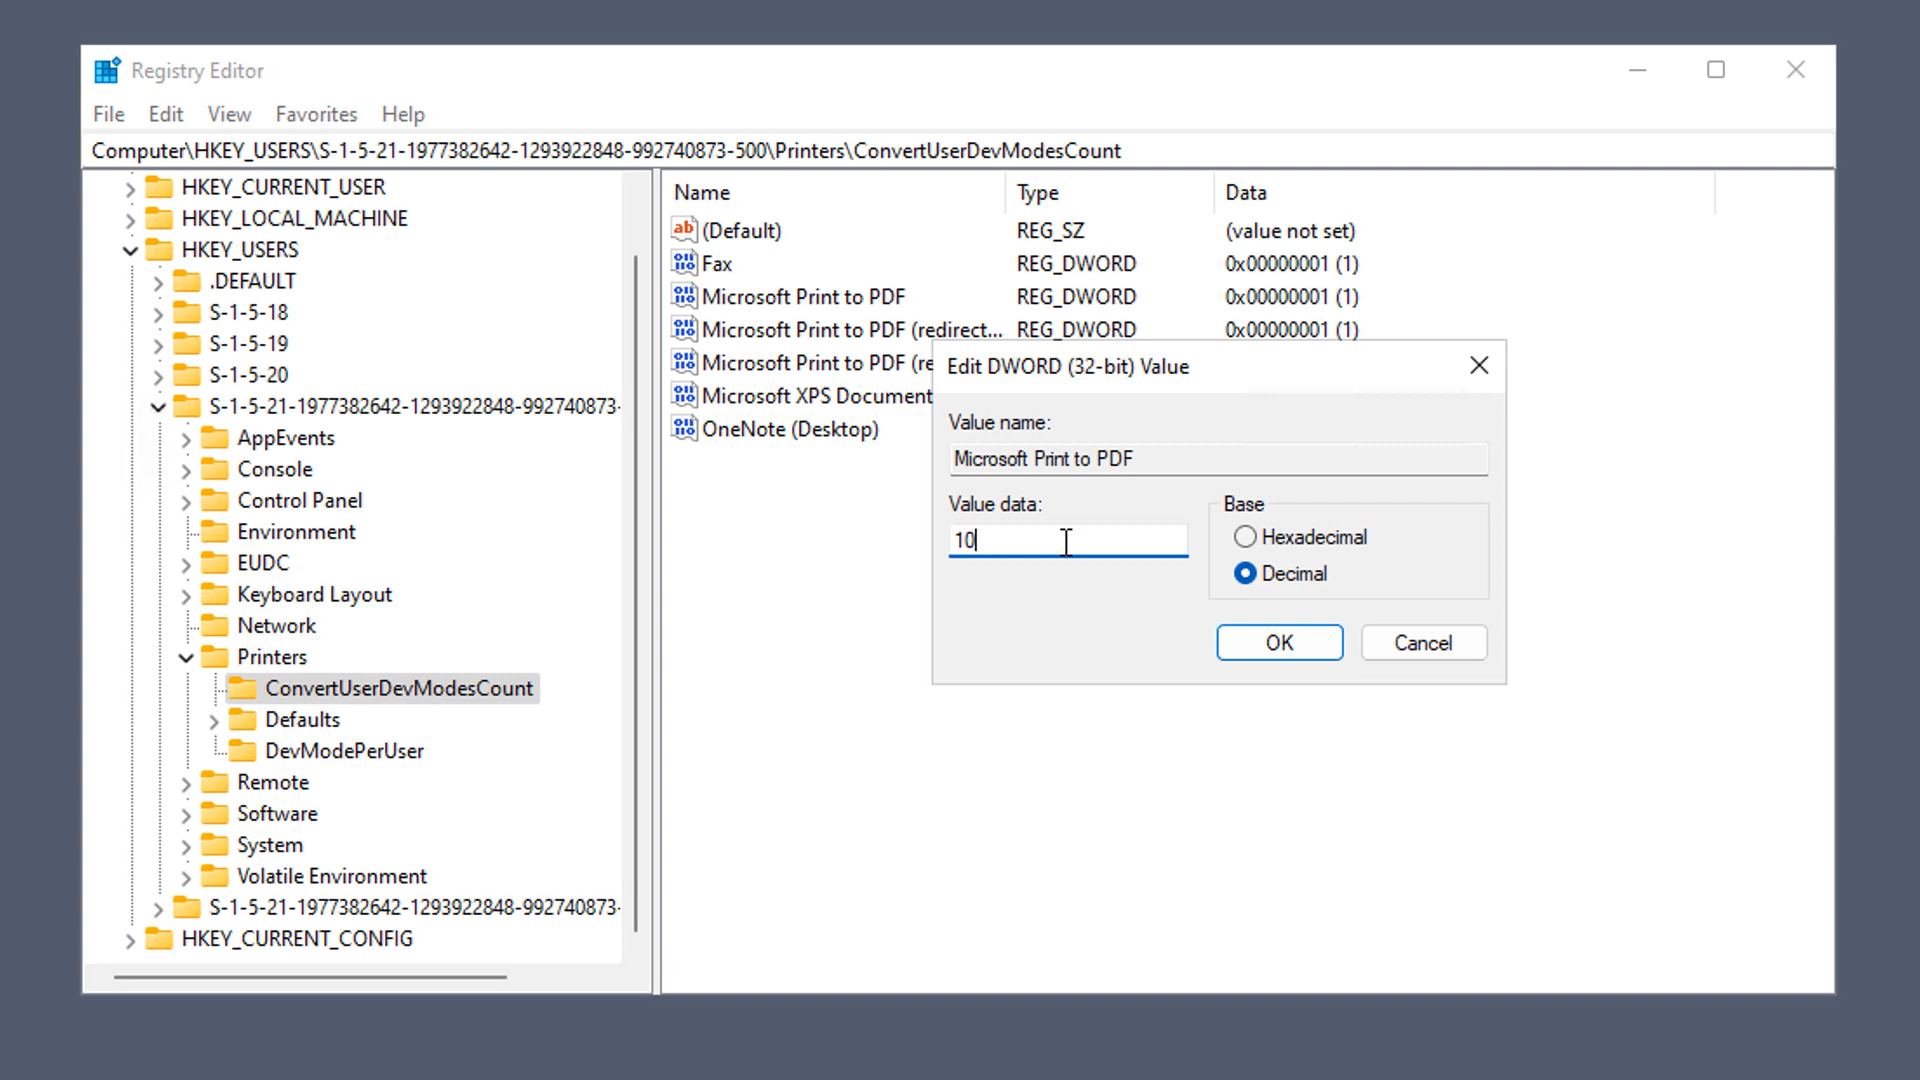 Registry Editor
File Edit View Favorites Help
Computer\HKEY_USERS\S-1-5-21-1977382642-1293922848-992740873-500\Printers\ConvertUserDevModesCount
HKEY_CURRENT_USER
HKEY_LOCAL_MACHINE
HKEY_USERS
.DEFAULT
S-1-5-18
S-1-5-19
S-1-5-20
S-1-5-21-1977382642-1293922848-992740873-
AppEvents
Console
Control Panel
Environment
EUDC
Keyboard Layout
Network
Printers
ConvertUserDevModesCount
Defaults
DevModePerUser
Remote
Software
System
Volatile Environment
S-1-5-21-1977382642-1293922848-992740873-
HKEY_CURRENT_CONFIG
Name Type Data
(Default) REG_SZ (value not set)
Fax REG_DWORD 0x00000001 (1)
Microsoft Print to PDF REG_DWORD 0x00000001 (1)
Microsoft Print to PDF (redirect... REG_DWORD 0x00000001 (1)
Microsoft Print to PDF (re
Microsoft XPS Document
OneNote (Desktop)
Edit DWORD (32-bit) Value
Value name:
Microsoft Print to PDF
Value data:
10
Base
Hexadecimal
Decimal
OK Cancel